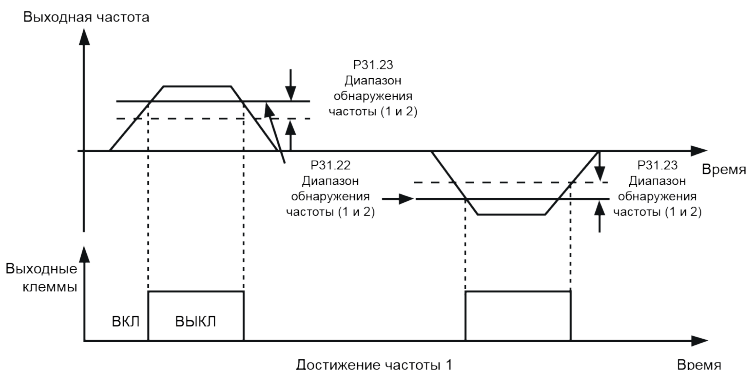 Выходная частота
P31.23
Диапазон
обнаружения
частоты (1 и 2)
P31.22
Диапазон
обнаружения
частоты (1 и 2)
P31.23
Диапазон
обнаружения
частоты (1 и 2)
Время
Выходные
клеммы
ВКЛ
ВЫКЛ
Достижение частоты 1
Время